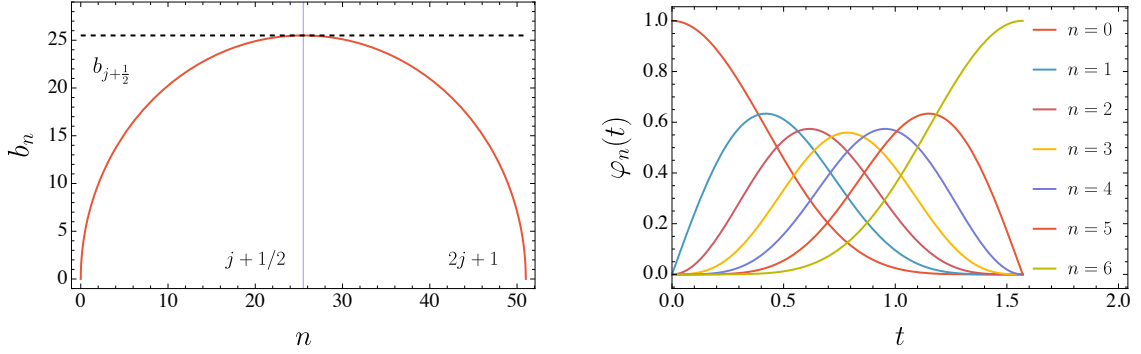 b_n
25
20
15
10
5
0
b_{j+\frac{1}{2}}
j + 1/2
2j + 1
0
10
20
30
40
50
n
φ_n(t)
1.0
0.8
0.6
0.4
0.2
0.0
0.0
0.5
1.0
1.5
2.0
t
n = 0
n = 1
n = 2
n = 3
n = 4
n = 5
n = 6